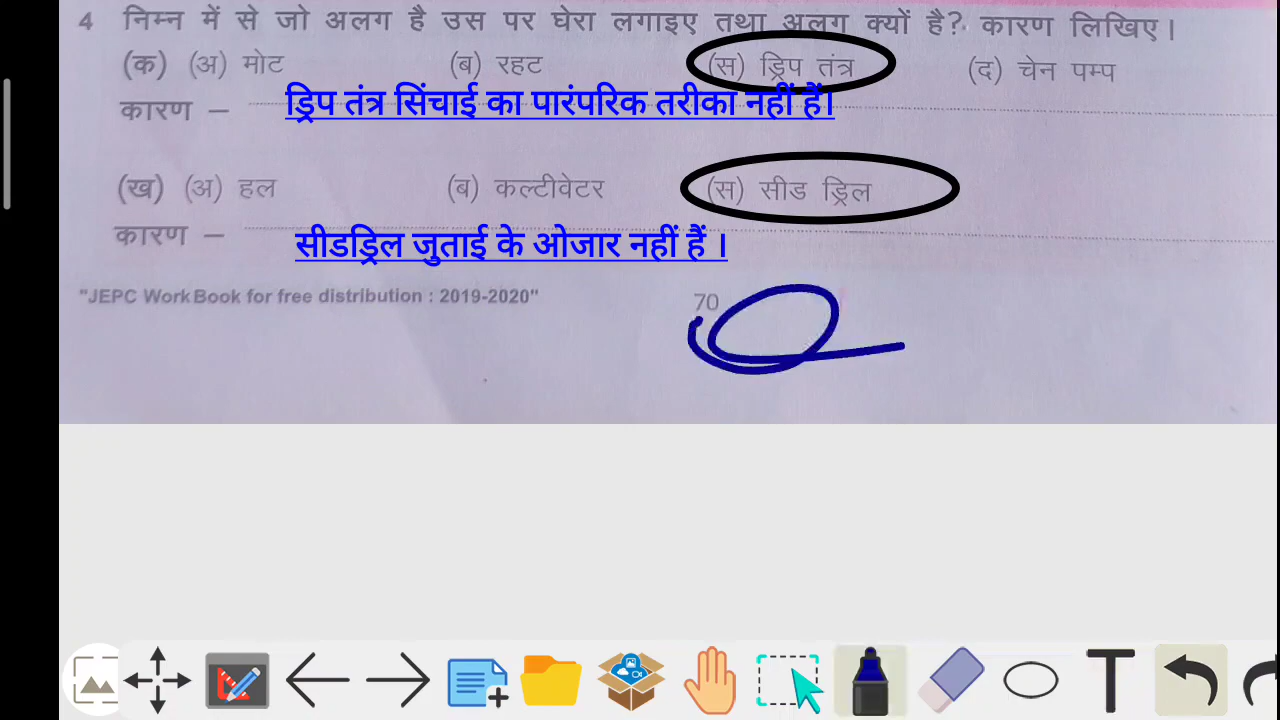 4 निम्न में से जो अलग है उस पर घेरा लगाइए तथा अलग क्यों है? कारण लिखिए।
(क) (अ) मोट (ब) रहट (स) ड्रिप तंत्र (द) चेन पम्प
कारण – ड्रिप तंत्र सिंचाई का पारंपरिक तरीका नहीं हैं।
(ख) (अ) हल (ब) कल्टीवेटर (स) सीड ड्रिल
कारण – सीडड्रिल जुताई के ओजार नहीं हैं ।
"JEPC Work Book for free distribution : 2019-2020" 70